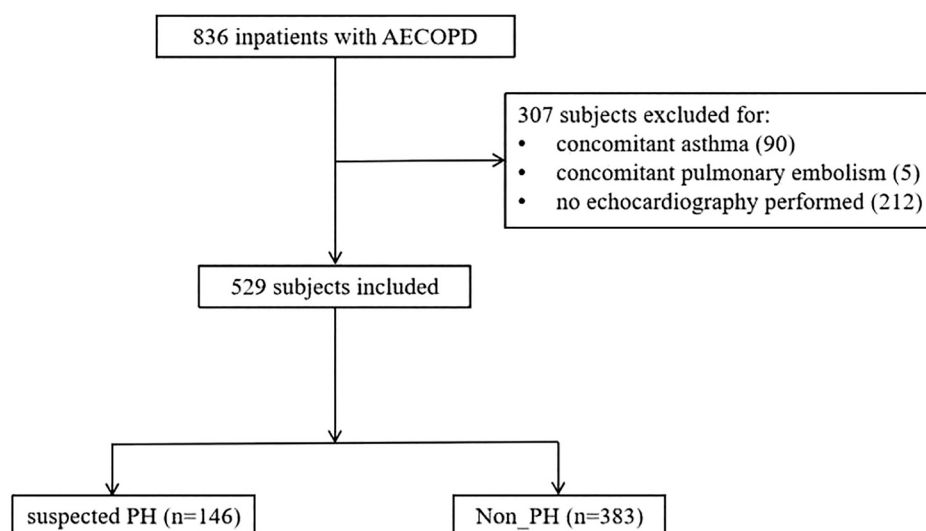 836 inpatients with AECOPD
307 subjects excluded for:
• concomitant asthma (90)
• concomitant pulmonary embolism (5)
• no echocardiography performed (212)
529 subjects included
suspected PH (n=146)
Non_PH (n=383)